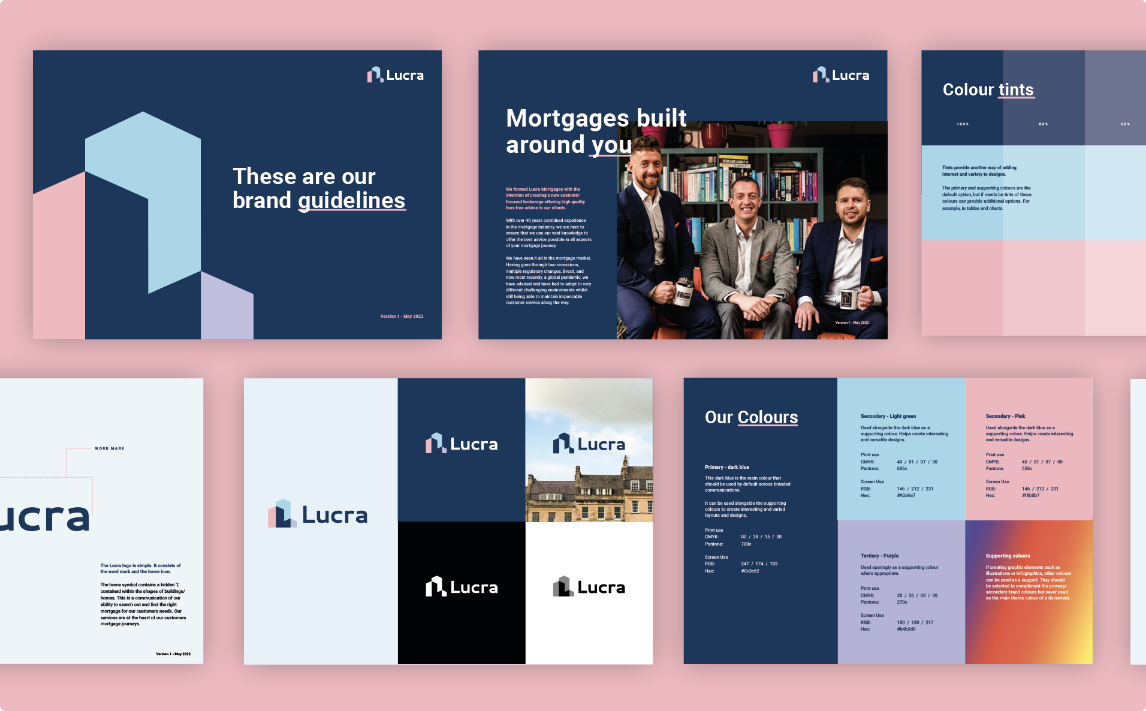 Lucra
These are our
brand guidelines
Version 1 - May 2022
Lucra
Mortgages built
around you
We formed Lucra Mortgages with the
intention of creating a new customer
focused brokerage offering high quality
fees free advice to our clients.
With over 40 years combined experience
in the mortgage industry, we are here to
ensure that we use our vast knowledge to
offer the best advice possible in all aspects
of your mortgage journey.
We have seen it all in the mortgage market.
Having gone through two recessions,
multiple regulatory changes, Brexit, and
now most recently, a global pandemic, we
have advised and have had to adapt to very
different challenging environments whilst
still being able to maintain impeccable
customer service along the way.
Version 1 - May 2022
Colour tints
100%
Tints provide another way of adding
interest and variety to designs.
The primary and supporting colours are the
default option, but if needs be tints of these
colours can provide additional options. For
example, in tables and charts.
WORD MARK
ucra
The Lucra logo is simple. It consists of
the word mark and the home icon.
The home symbol contains a hidden 'L'
contained within the shapes of buildings/
homes. This is a communication of our
ability to search out and find the right
mortgage for our customers needs. Our
services are at the heart of our customers
mortgage journeys.
Version 1 - May 2022
Lucra
Lucra
Lucra
Lucra
Lucra
Our Colours
Primary - dark blue
This dark blue is the main colour that
should be used by default across branded
communications.
It can be used alongside the supporting
colours to create interesting and varied
layouts and designs.
Print use
CMYK:
Pantone:
Screen Use
RGB: 247 / 174 / 193
Hex:
Secondary - Light green
Used alongside the dark blue as a
supporting colour. Helps create interesting
and versatile designs.
Print use
CMYK: 40 / 01 / 07 / 00
Pantone:
Screen Use
RGB: 146 / 212 / 231
Hex: #92d4e7
Secondary - Pink
Used alongside the dark blue as a
supporting colour. Helps create interesting
and versatile designs.
Print use
CMYK: 40 / 01 / 07 / 00
Pantone:
Screen Use
RGB: 146 / 212 / 231
Hex:
Tertiary - Purple
Used sparingly as a supporting colour
where appropriate.
Print use
CMYK:
Pantone: 270c
Screen Use
RGB:
Hex:
Supporting colours
If creating graphic elements such as
illustrations or infographics, other colours
can be used as a support. They should
be selected to compliment the primary/
secondary brand colours but never used
as the main theme colour of a document.